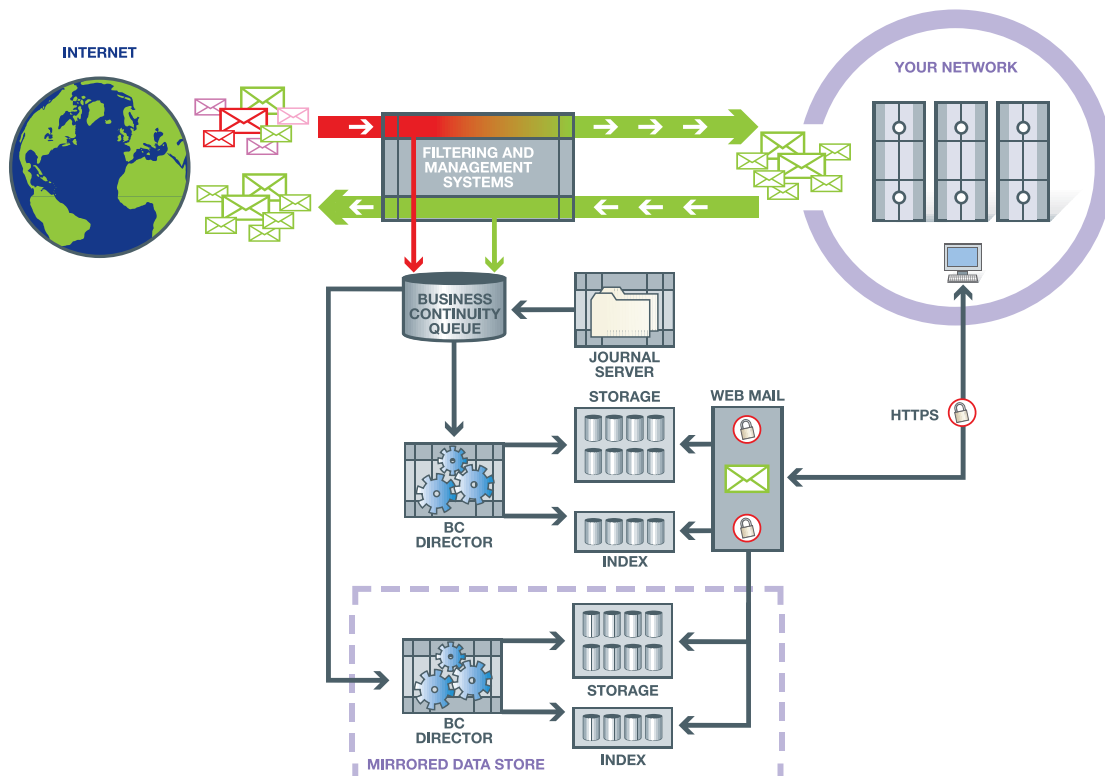 INTERNET
YOUR NETWORK
FILTERING AND
MANAGEMENT
SYSTEMS
BUSINESS
CONTINUITY
QUEUE
JOURNAL
SERVER
STORAGE
WEB MAIL
HTTPS
BC
DIRECTOR
INDEX
STORAGE
BC
DIRECTOR
INDEX
MIRRORED DATA STORE